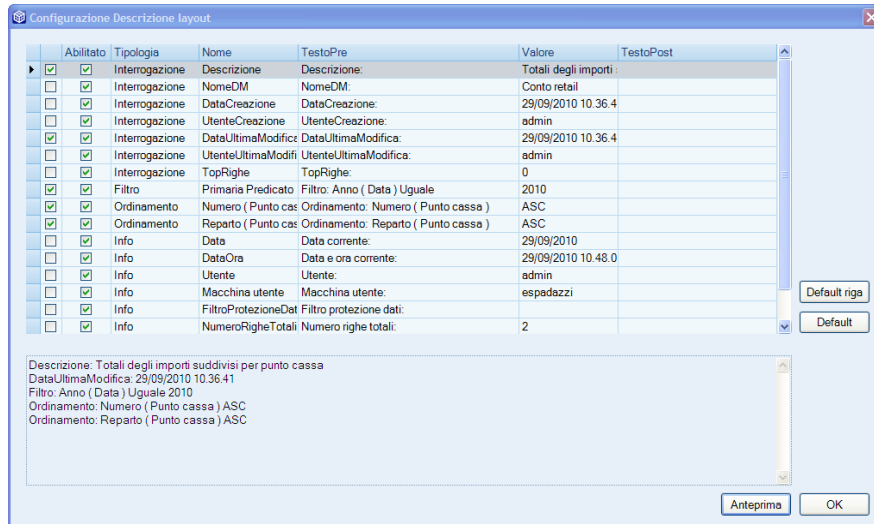 Configurazione Descrizione layout
Abilitato Tipologia Nome TestoPre Valore TestoPost
Interrogazione Descrizione Descrizione: Totali degli importi
Interrogazione NomeDM NomeDM: Conto retail
Interrogazione DataCreazione DataCreazione: 29/09/2010 10.36.4
Interrogazione UtenteCreazione UtenteCreazione: admin
Interrogazione DataUltimaModifica DataUltimaModifica: 29/09/2010 10.36.4
Interrogazione UtenteUltimaModifi UtenteUltimaModifica: admin
Interrogazione TopRighe TopRighe: 0
Filtro Primaria Predicato Filtro: Anno ( Data ) Uguale 2010
Ordinamento Numero ( Punto cas Ordinamento: Numero ( Punto cassa ) ASC
Ordinamento Reparto ( Punto cas Ordinamento: Reparto ( Punto cassa ) ASC
Info Data Data corrente: 29/09/2010
Info DataOra Data e ora corrente: 29/09/2010 10.48.0
Info Utente Utente: admin
Info Macchina utente Macchina utente: espadazzi
Info FiltroProtezioneDat Filtro protezione dati:
Info NumeroRigheTotali Numero righe totali: 2
Default riga
Default
Descrizione: Totali degli importi suddivisi per punto cassa
DataUltimaModifica: 29/09/2010 10.36.41
Filtro: Anno ( Data ) Uguale 2010
Ordinamento: Numero ( Punto cassa ) ASC
Ordinamento: Reparto ( Punto cassa ) ASC
Anteprima OK